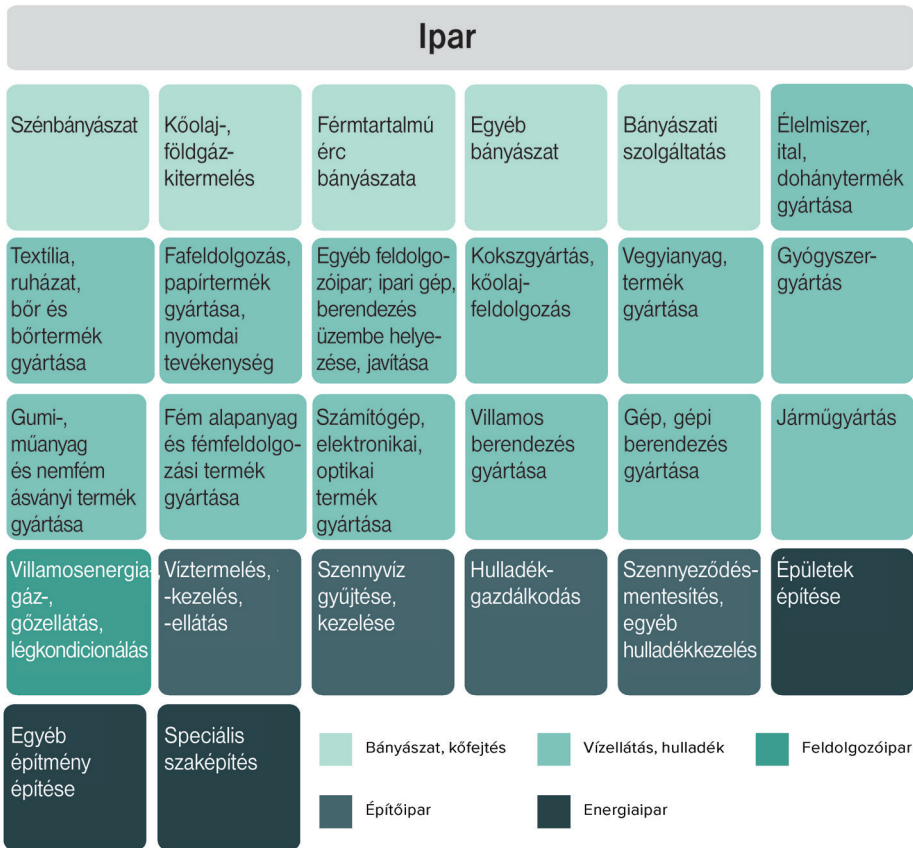 Ipar
Szénbányászat
Kőolaj-,
földgáz-
kitermelés
Férmtartalmú
érc
bányászata
Egyéb
bányászat
Bányászati
szolgáltatás
Élelmiszer,
ital,
dohánytermék
gyártása
Textília,
ruházat,
bőr és
bőrtermék
gyártása
Fafeldolgozás,
papírtermék
gyártása,
nyomdai
tevékenység
Egyéb feldolgo-
zóipar; ipari gép,
berendezés
üzembe helye-
zése, javítása
Kokszgyártás,
kőolaj-
feldolgozás
Vegyianyag,
termék
gyártása
Gyógyszer-
gyártás
Gumi-,
műanyag
és nemfém
ásványi termék
gyártása
Fém alapanyag
és fémfeldolgo-
zási termék
gyártása
Számítógép,
elektronikai,
optikai
termék
gyártása
Villamos
berendezés
gyártása
Gép, gépi
berendezés
gyártása
Járműgyártás
Villamosenergia-,
gáz-,
gőzellátás,
légkondicionálás
Víztermelés,
-kezelés,
-ellátás
Szennyvíz
gyűjtése,
kezelése
Hulladék-
gazdálkodás
Szennyeződés-
mentesítés,
egyéb
hulladékkezelés
Épületek
építése
Egyéb
építmény
építése
Speciális
szaképítés
Bányászat, kőfejtés
Vízellátás, hulladék
Feldolgozóipar
Építőipar
Energiaipar